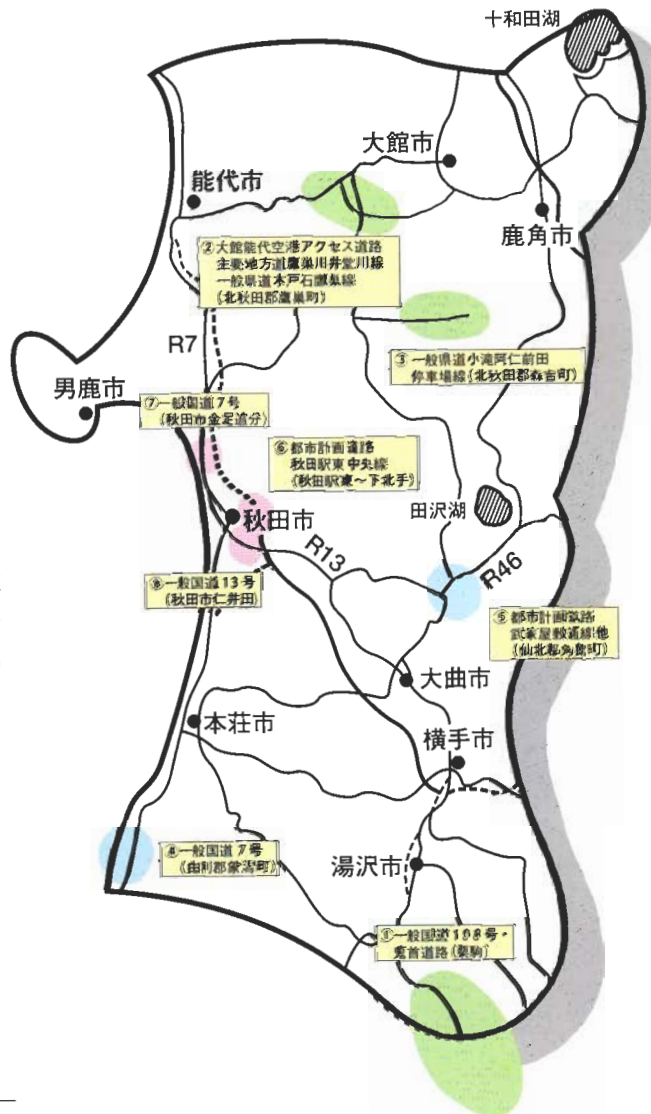 十和田湖
大館市
能代市
鹿角市
②大館能代空港アクセス道路
主要地方道鷹巣川井堂川線
一般県道木戸石鷹巣線
(北秋田郡鷹巣町)
R7
③一般県道小滝阿仁前田
停車場線(北秋田郡森吉町)
男鹿市
⑦一般国道7号
(秋田市金足追分)
⑥都市計画道路
秋田駅東中央線
(秋田駅東～下北手)
田沢湖
秋田市
R13
R46
⑧一般国道13号
(秋田市仁井田)
⑤都市計画道路
武家屋敷通線他
(仙北郡角館町)
大曲市
本荘市
横手市
④一般国道7号
(由利郡象潟町)
湯沢市
①一般国道108号・
鬼首道路(栗駒)